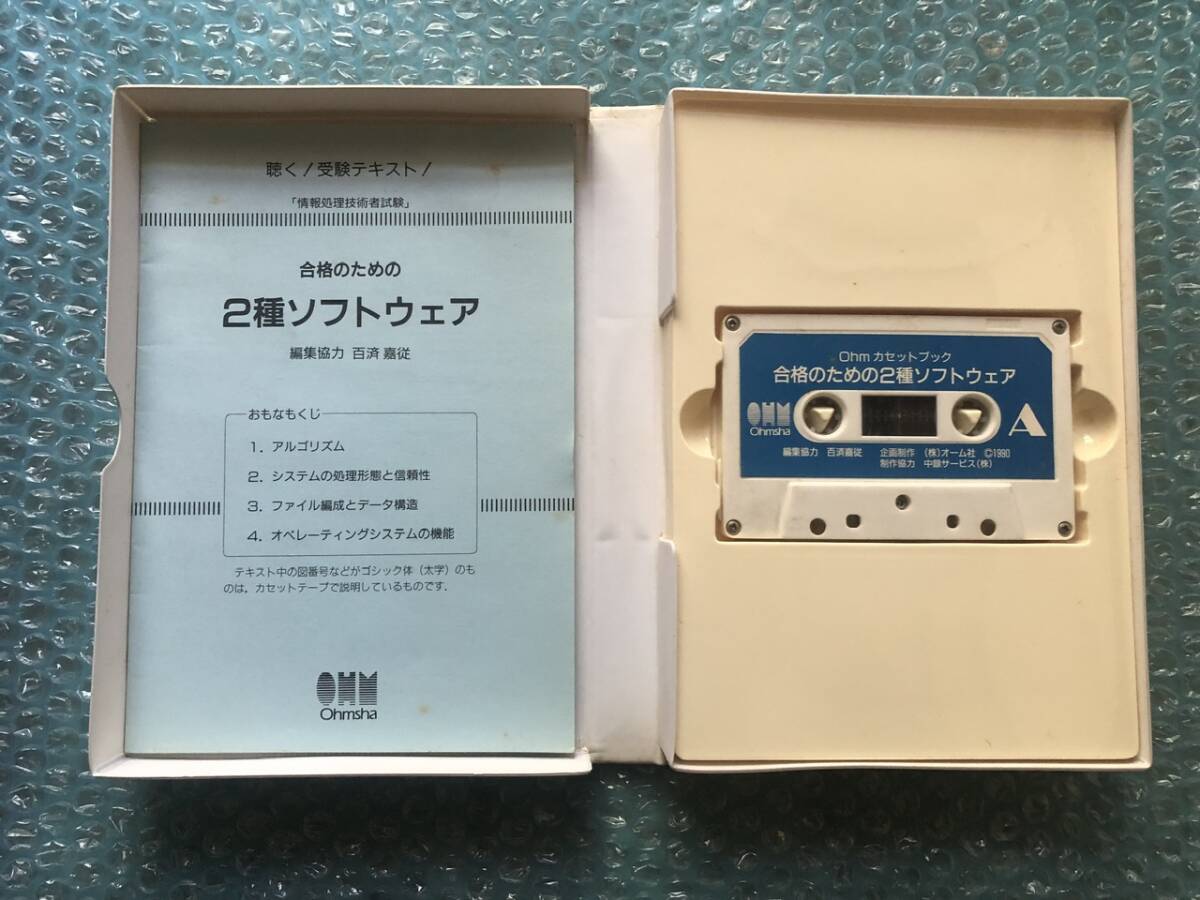 聴く!受験テキスト!
「情報処理技術者試験」
合格のための
2種ソフトウェア
編集協力 百済 嘉従
おもなもくじ
1. アルゴリズム
2. システムの処理形態と信頼性
3. ファイル編成とデータ構造
4. オペレーティングシステムの機能
テキスト中の図番号などがゴシック体(太字)のも
のは,カセットテープで説明しているものです.
OHM
Ohmsha
Ohm カセットブック
合格のための2種ソフトウェア
OHM
Ohmsha
A
編集協力 百済嘉従 企画制作 (株)オーム社 ©1990
制作協力 中銀サービス(株)